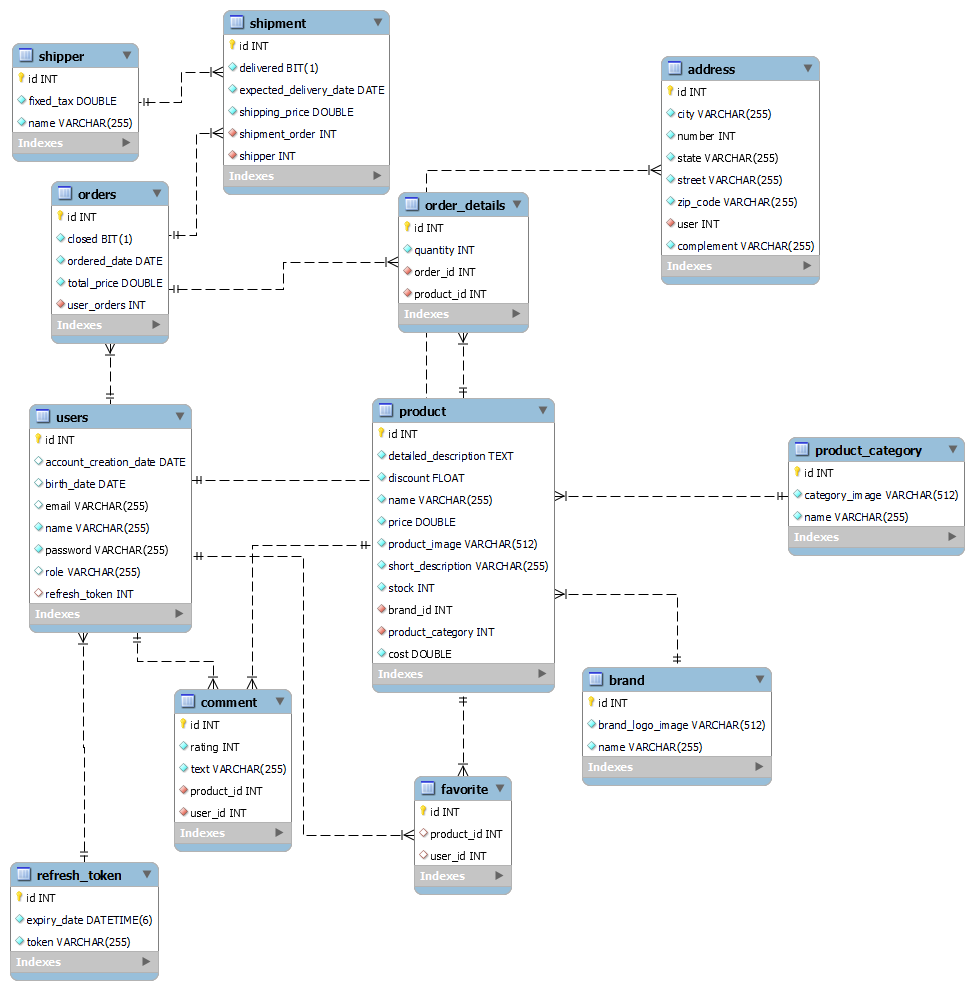 shipment
id INT
delivered BIT(1)
expected_delivery_date DATE
shipping_price DOUBLE
shipment_order INT
shipper INT
Indexes
shipper
id INT
fixed_tax DOUBLE
name VARCHAR(255)
Indexes
address
id INT
city VARCHAR(255)
number INT
state VARCHAR(255)
street VARCHAR(255)
zip_code VARCHAR(255)
user INT
complement VARCHAR(255)
Indexes
orders
id INT
closed BIT(1)
ordered_date DATE
total_price DOUBLE
user_orders INT
Indexes
order_details
id INT
quantity INT
order_id INT
product_id INT
Indexes
users
id INT
account_creation_date DATE
birth_date DATE
email VARCHAR(255)
name VARCHAR(255)
password VARCHAR(255)
role VARCHAR(255)
refresh_token INT
Indexes
product
id INT
detailed_description TEXT
discount FLOAT
name VARCHAR(255)
price DOUBLE
product_image VARCHAR(512)
short_description VARCHAR(255)
stock INT
brand_id INT
product_category INT
cost DOUBLE
Indexes
product_category
id INT
category_image VARCHAR(512)
name VARCHAR(255)
Indexes
brand
id INT
brand_logo_image VARCHAR(512)
name VARCHAR(255)
Indexes
comment
id INT
rating INT
text VARCHAR(255)
product_id INT
user_id INT
Indexes
favorite
id INT
product_id INT
user_id INT
Indexes
refresh_token
id INT
expiry_date DATETIME(6)
token VARCHAR(255)
Indexes